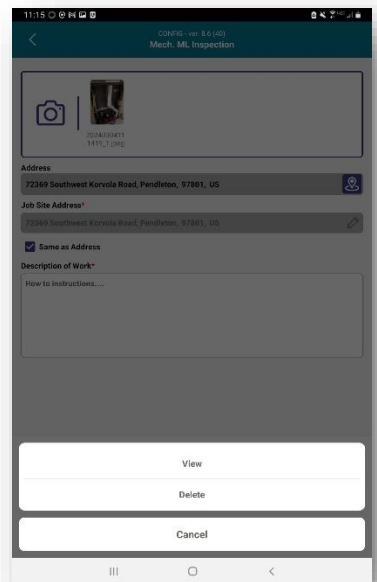 11:15
CONFIG - ver. 8.6 (40)
Mech. ML Inspection
1411_1.jpeg
Address
72369 Southwest Korvola Road, Pendleton, 97801, US
Job Site Address*
72369 Southwest Korvola Road, Pendleton, 97801, US
Same as Address
Description of Work*
How to Instructions....
View
Delete
Cancel